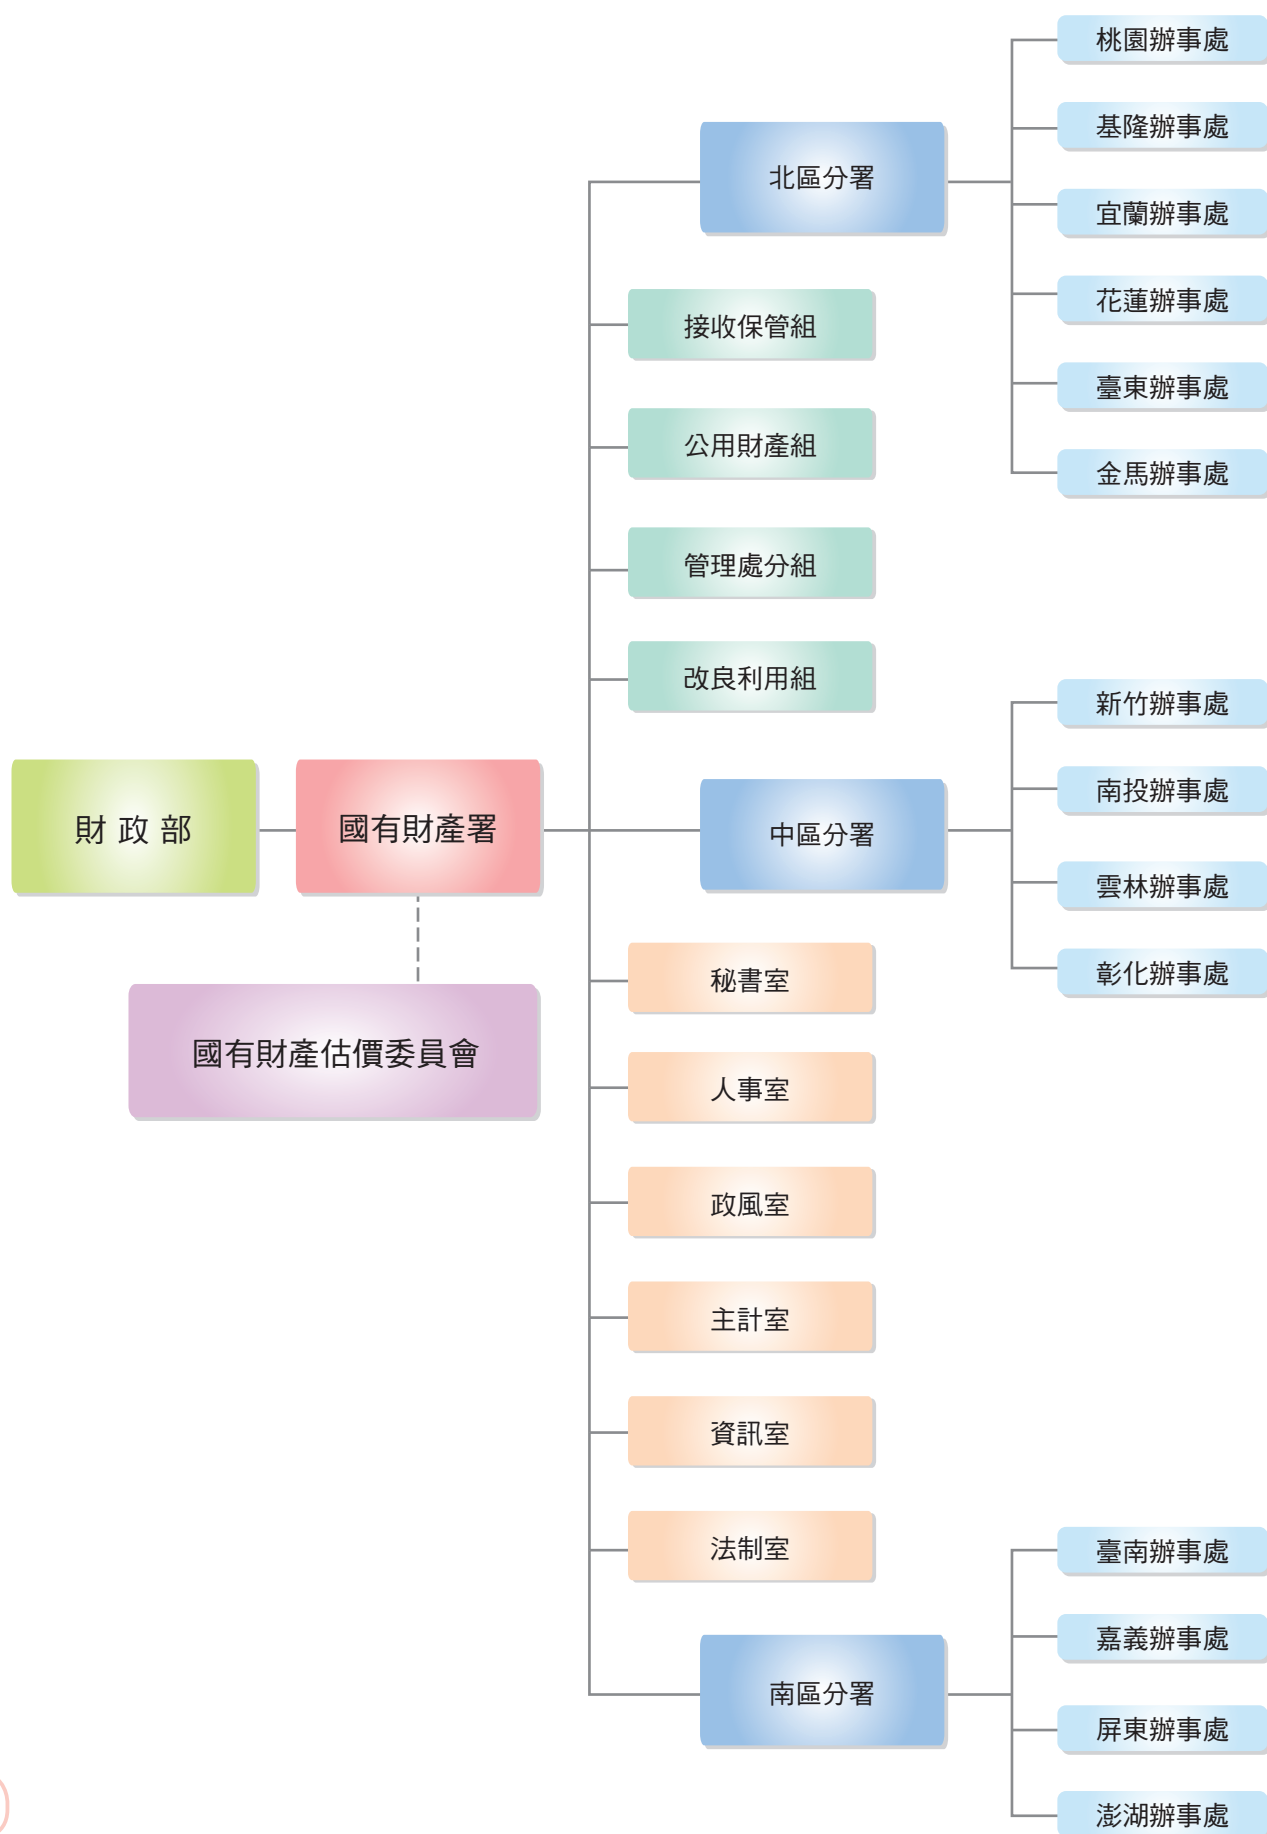 財政部
國有財產署
國有財產估價委員會
北區分署
桃園辦事處
基隆辦事處
宜蘭辦事處
花蓮辦事處
臺東辦事處
金馬辦事處
接收保管組
公用財產組
管理處分組
改良利用組
中區分署
新竹辦事處
南投辦事處
雲林辦事處
彰化辦事處
秘書室
人事室
政風室
主計室
資訊室
法制室
南區分署
臺南辦事處
嘉義辦事處
屏東辦事處
澎湖辦事處